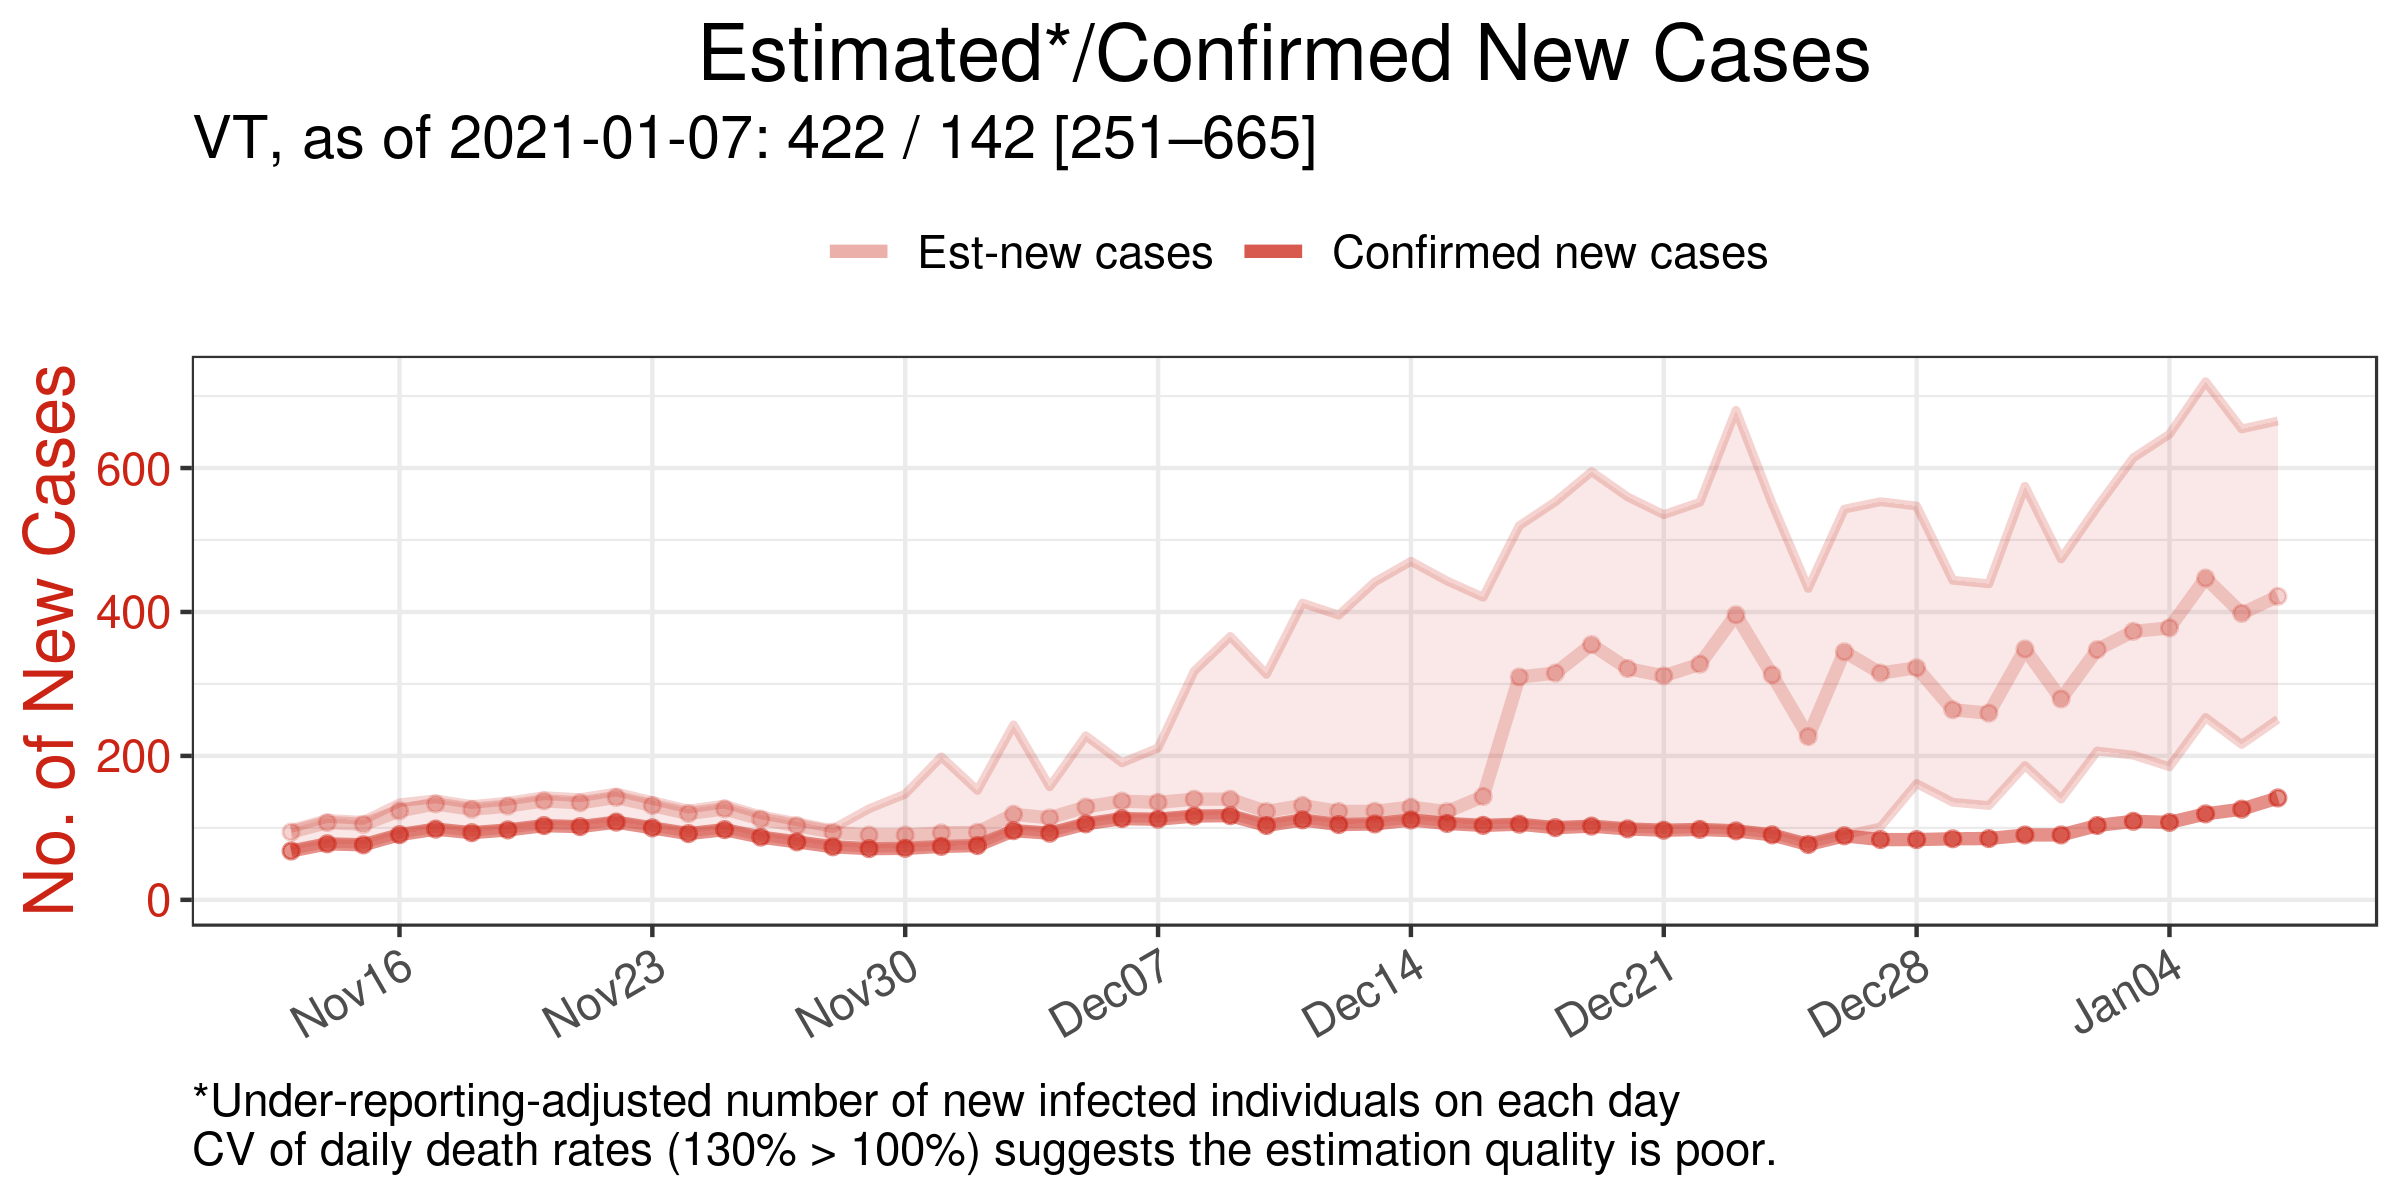 Estimated*/Confirmed New Cases
VT, as of 2021-01-07: 422 / 142 [251–665]
Est-new cases
Confirmed new cases
No. of New Cases
600
400
200
0
Nov16
Nov23
Nov30
Dec07
Dec14
Dec21
Dec28
Jan04
*Under-reporting-adjusted number of new infected individuals on each day
CV of daily death rates (130% > 100%) suggests the estimation quality is poor.